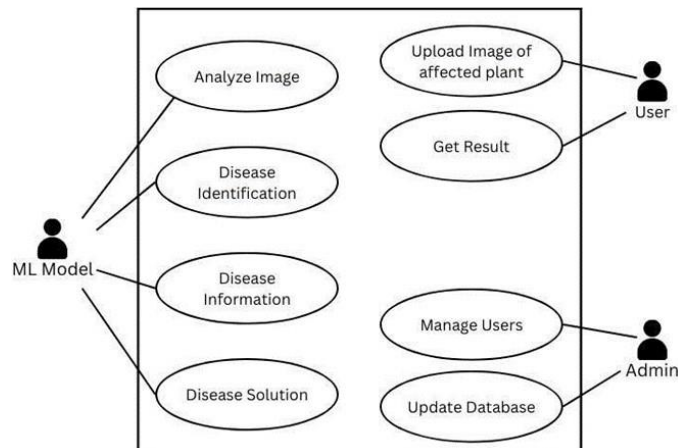 Analyze Image
Upload Image of
affected plant
User
Get Result
Disease
Identification
ML Model
Disease
Information
Manage Users
Admin
Disease Solution
Update Database